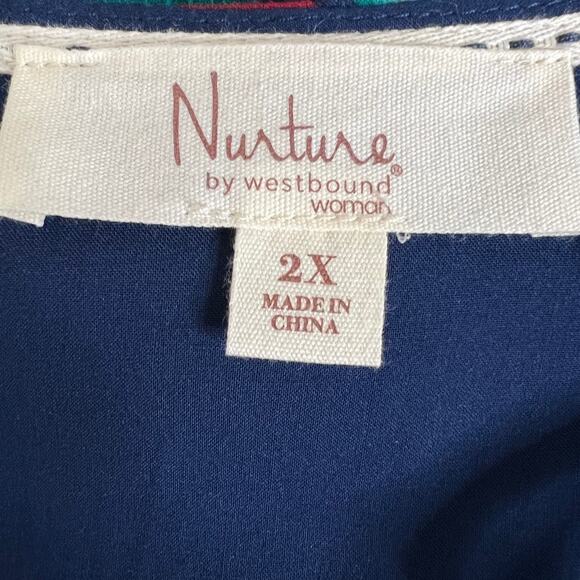 Nurture
by westbound®
woman
2X
MADE IN
CHINA